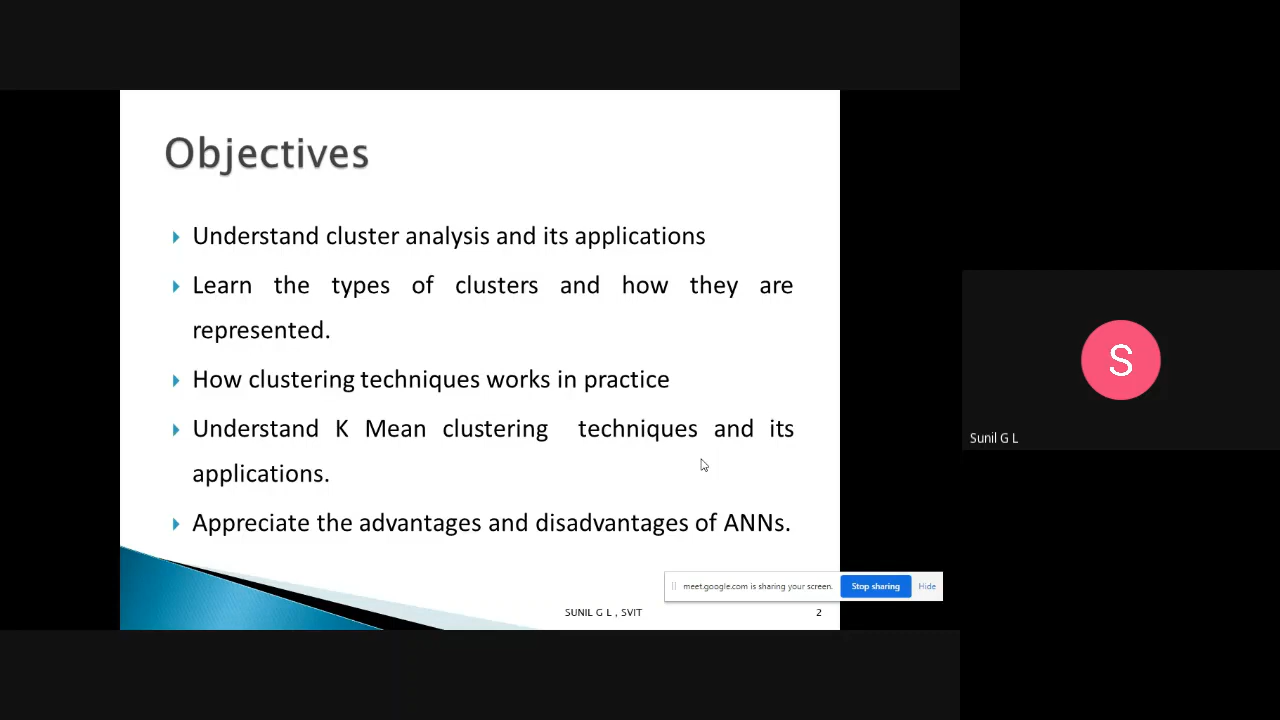 Objectives
Understand cluster analysis and its applications
Learn the types of clusters and how they are
represented.
How clustering techniques works in practice
Understand K Mean clustering techniques and its
applications.
Appreciate the advantages and disadvantages of ANNs.
meet.google.com is sharing your screen.
Stop sharing
Hide
SUNIL G L , SVIT
2
S
Sunil G L